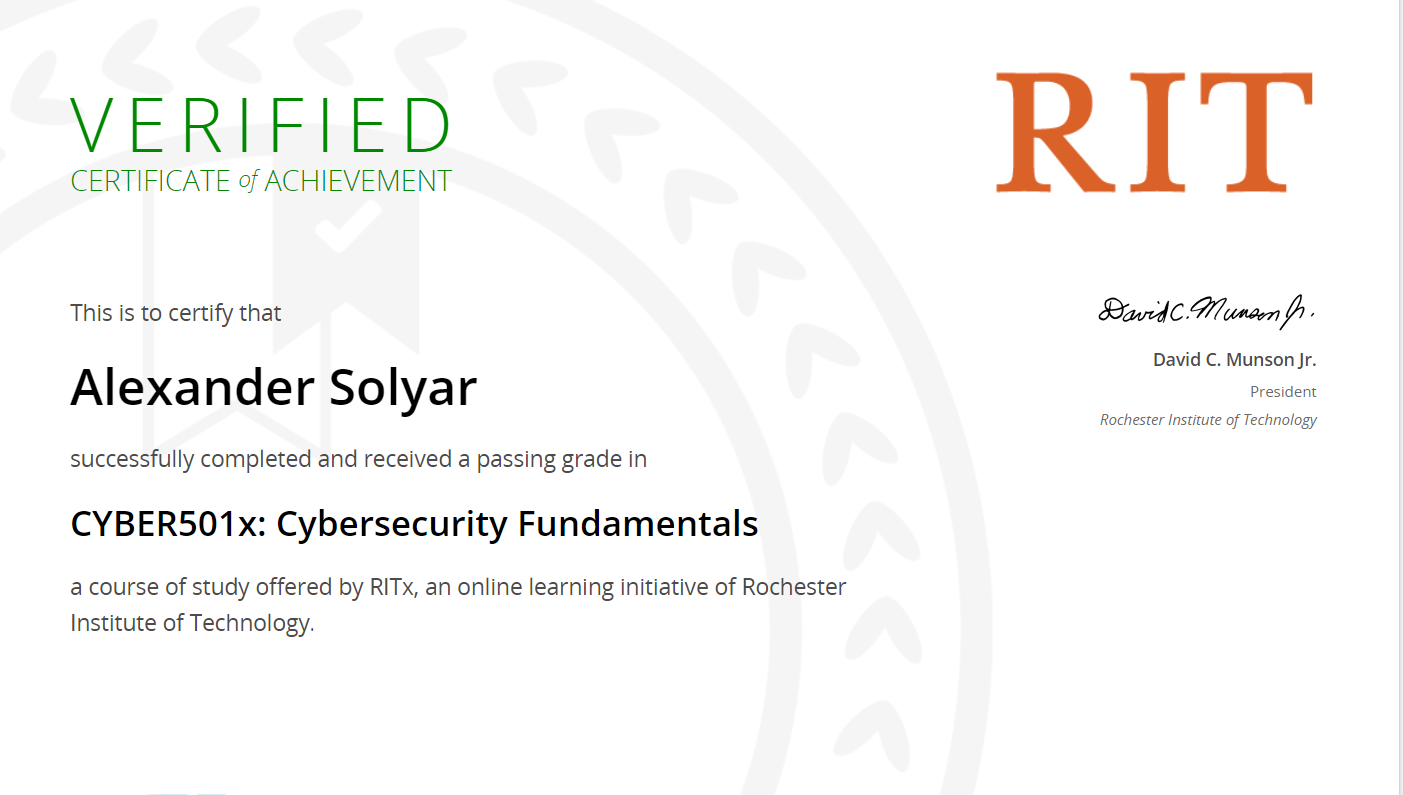 VERIFIED
CERTIFICATE of ACHIEVEMENT
RIT
This is to certify that
Alexander Solyar
successfully completed and received a passing grade in
CYBER501x: Cybersecurity Fundamentals
a course of study offered by RITx, an online learning initiative of Rochester
Institute of Technology.
David C. Munson Jr.
David C. Munson Jr.
President
Rochester Institute of Technology